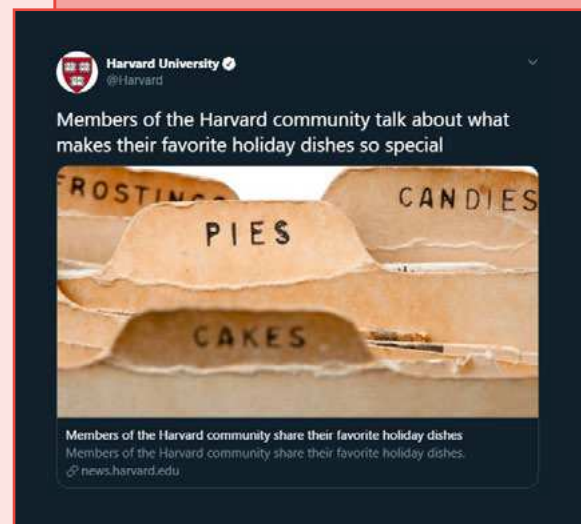 Harvard University
@Harvard
Members of the Harvard community talk about what
makes their favorite holiday dishes so special
FROSTINGS
CANDIES
PIES
CAKES
Members of the Harvard community share their favorite holiday dishes
Members of the Harvard community share their favorite holiday dishes.
news.harvard.edu